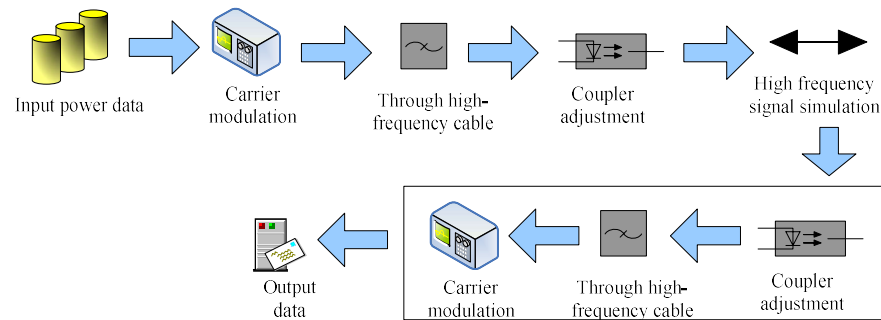 Input power data
Carrier
modulation
Through high-
frequency cable
Coupler
adjustment
High frequency
signal simulation
Output
data
Carrier
modulation
Through high-
frequency cable
Coupler
adjustment